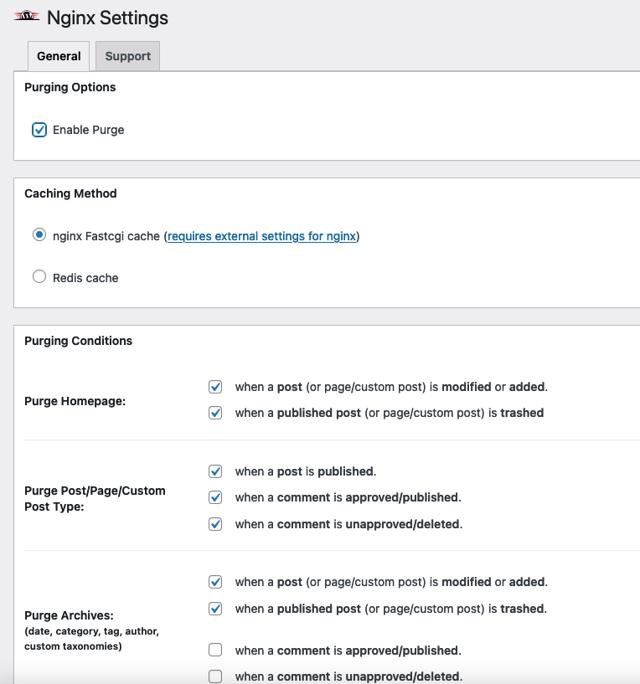 Nginx Settings
General
Support
Purging Options
Enable Purge
Caching Method
nginx Fastcgi cache (requires external settings for nginx)
Redis cache
Purging Conditions
Purge Homepage:
when a post (or page/custom post) is modified or added.
when a published post (or page/custom post) is trashed
Purge Post/Page/Custom
Post Type:
when a post is published.
when a comment is approved/published.
when a comment is unapproved/deleted.
Purge Archives:
(date, category, tag, author,
custom taxonomies)
when a post (or page/custom post) is modified or added.
when a published post (or page/custom post) is trashed.
when a comment is approved/published.
when a comment is unapproved/deleted.